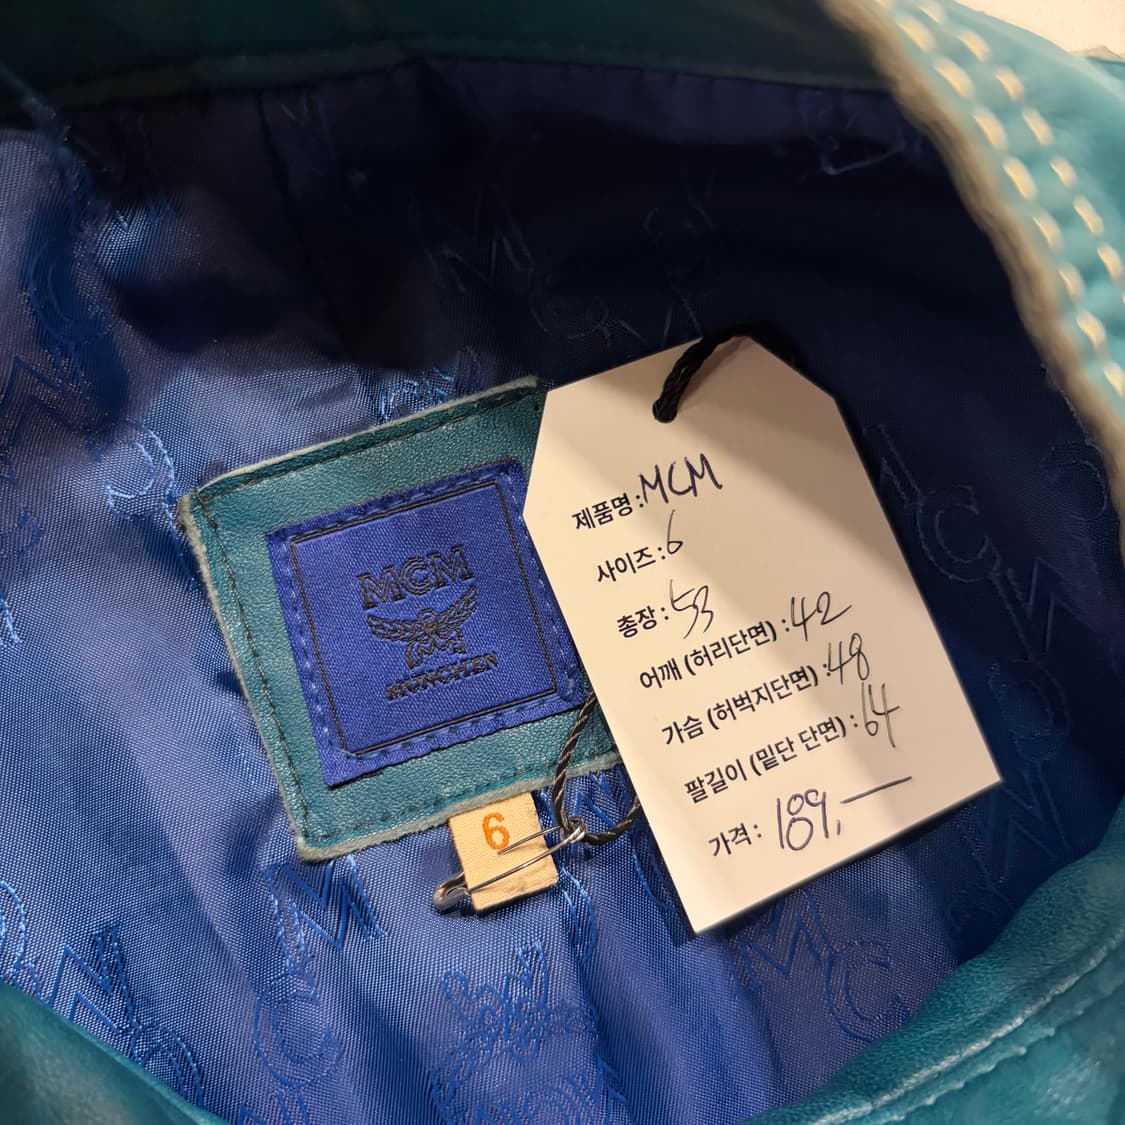 MCM
MÜNCHEN
6
제품명 : MCM
사이즈 : 6
총장 : 53
어깨 (허리단면) : 42
가슴 (허벅지단면) : 48
팔길이 (밑단 단면) : 64
가격 : 189,—